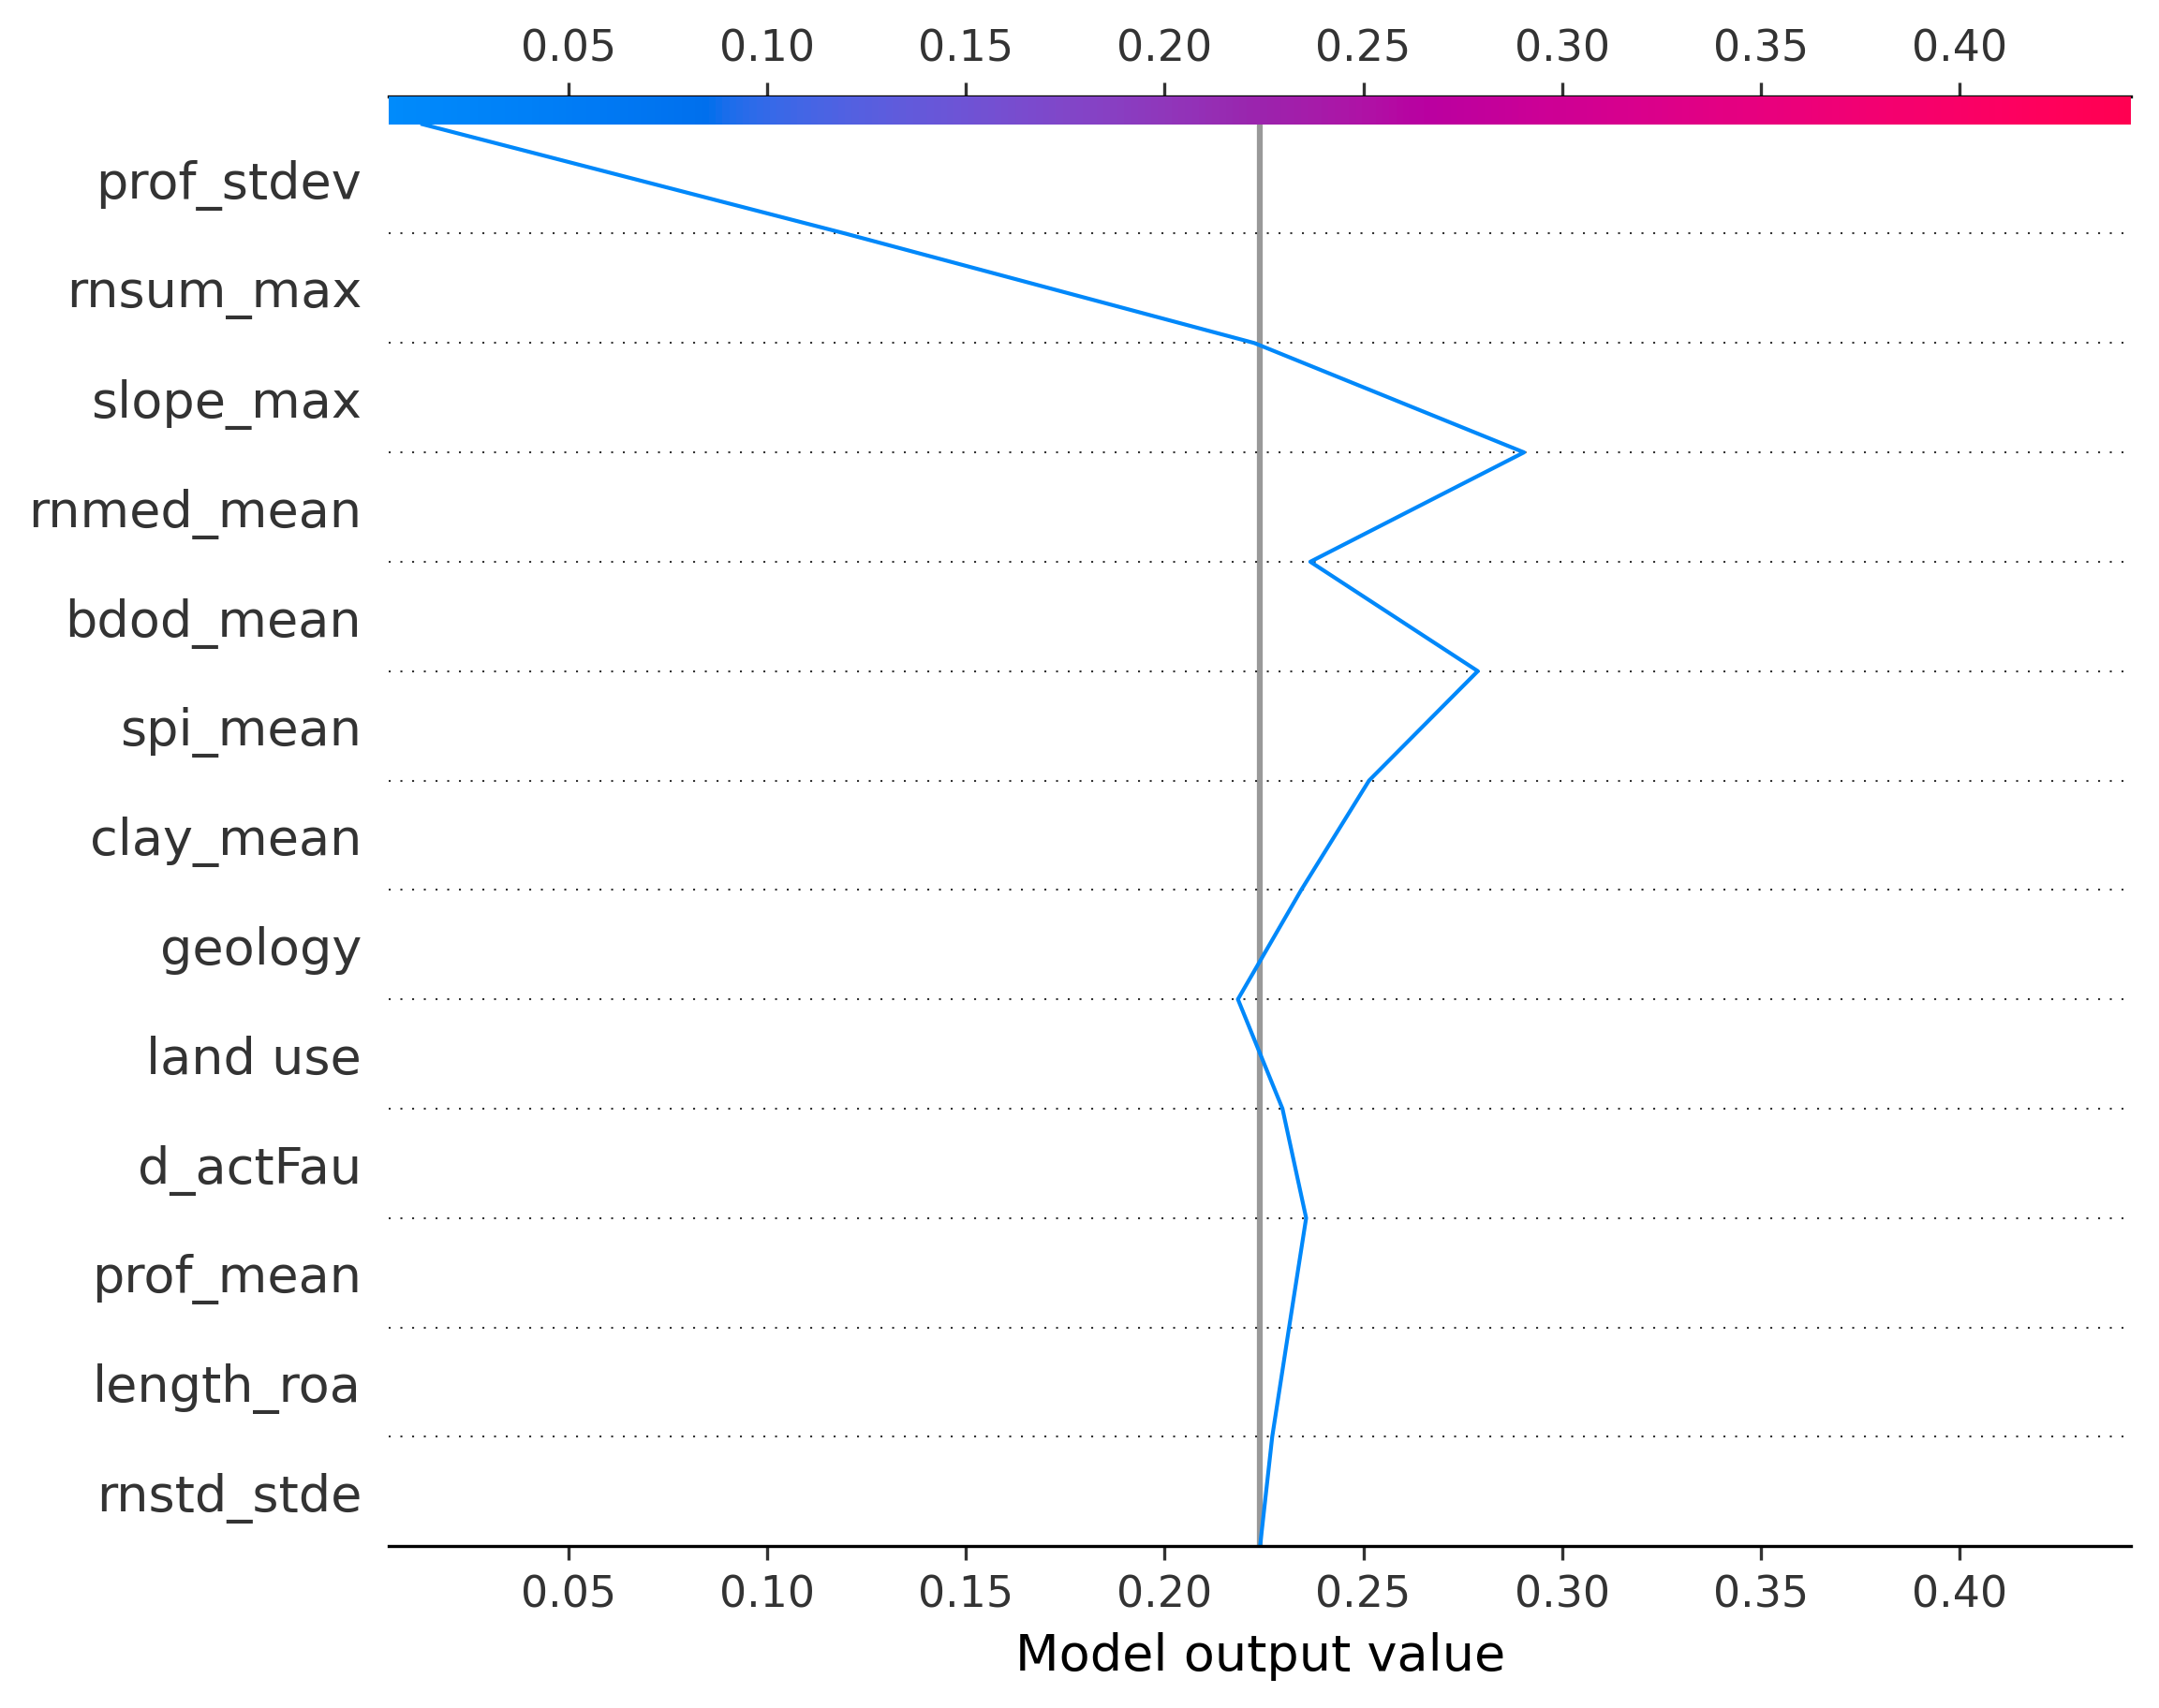 0.05 0.10 0.15 0.20 0.25 0.30 0.35 0.40
prof_stdev
rnsum_max
slope_max
rnmed_mean
bdod_mean
spi_mean
clay_mean
geology
land use
d_actFau
prof_mean
length_roa
rnstd_stde
0.05 0.10 0.15 0.20 0.25 0.30 0.35 0.40
Model output value